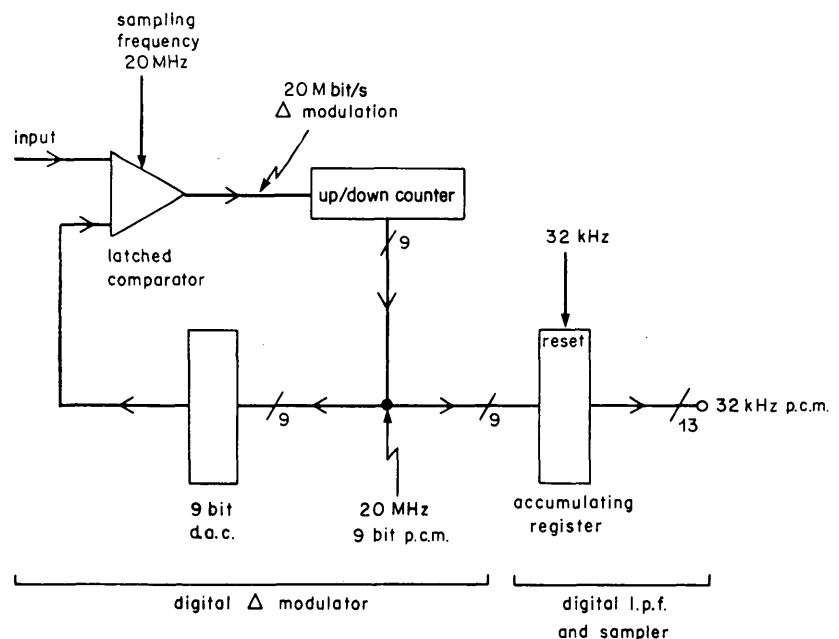 sampling
frequency
20 MHz
20 M bit/s
Δ modulation
input
up/down counter
9
32 kHz
latched
comparator
reset
9
9
32 kHz p.c.m.
13
9 bit
d.a.c.
20 MHz
9 bit p.c.m.
accumulating
register
digital Δ modulator
digital l.p.f.
and sampler